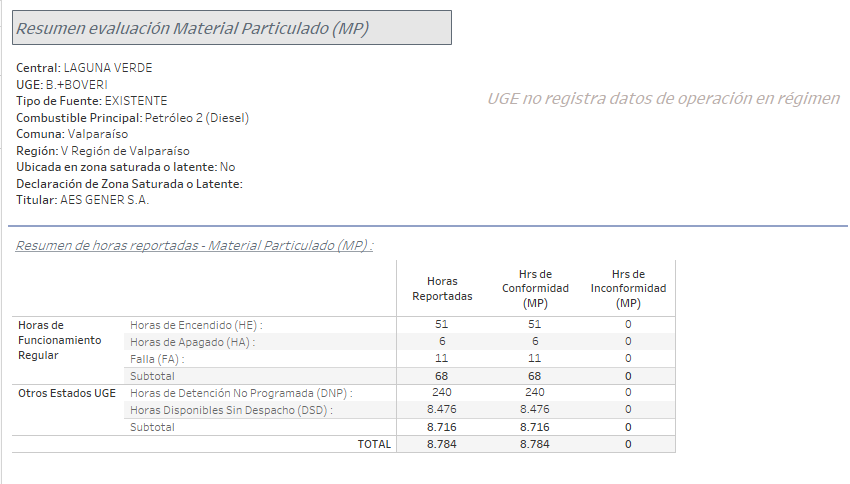 Resumen evaluación Material Particulado (MP)
Central: LAGUNA VERDE
UGE: B.+BOVERI
Tipo de Fuente: EXISTENTE
Combustible Principal: Petróleo 2 (Diesel)
Comuna: Valparaíso
Región: V Región de Valparaíso
Ubicada en zona saturada o latente: No
Declaración de Zona Saturada o Latente:
Titular: AES GENER S.A.
UGE no registra datos de operación en régimen
Resumen de horas reportadas - Material Particulado (MP) :
Horas Reportadas Hrs de Conformidad (MP) Hrs de Inconformidad (MP)
Horas de Funcionamiento Regular
Horas de Encendido (HE) : 51 51 0
Horas de Apagado (HA) : 6 6 0
Falla (FA) : 11 11 0
Subtotal 68 68 0
Otros Estados UGE Horas de Detención No Programada (DNP) : 240 240 0
Horas Disponibles Sin Despacho (DSD) : 8.476 8.476 0
Subtotal 8.716 8.716 0
TOTAL 8.784 8.784 0